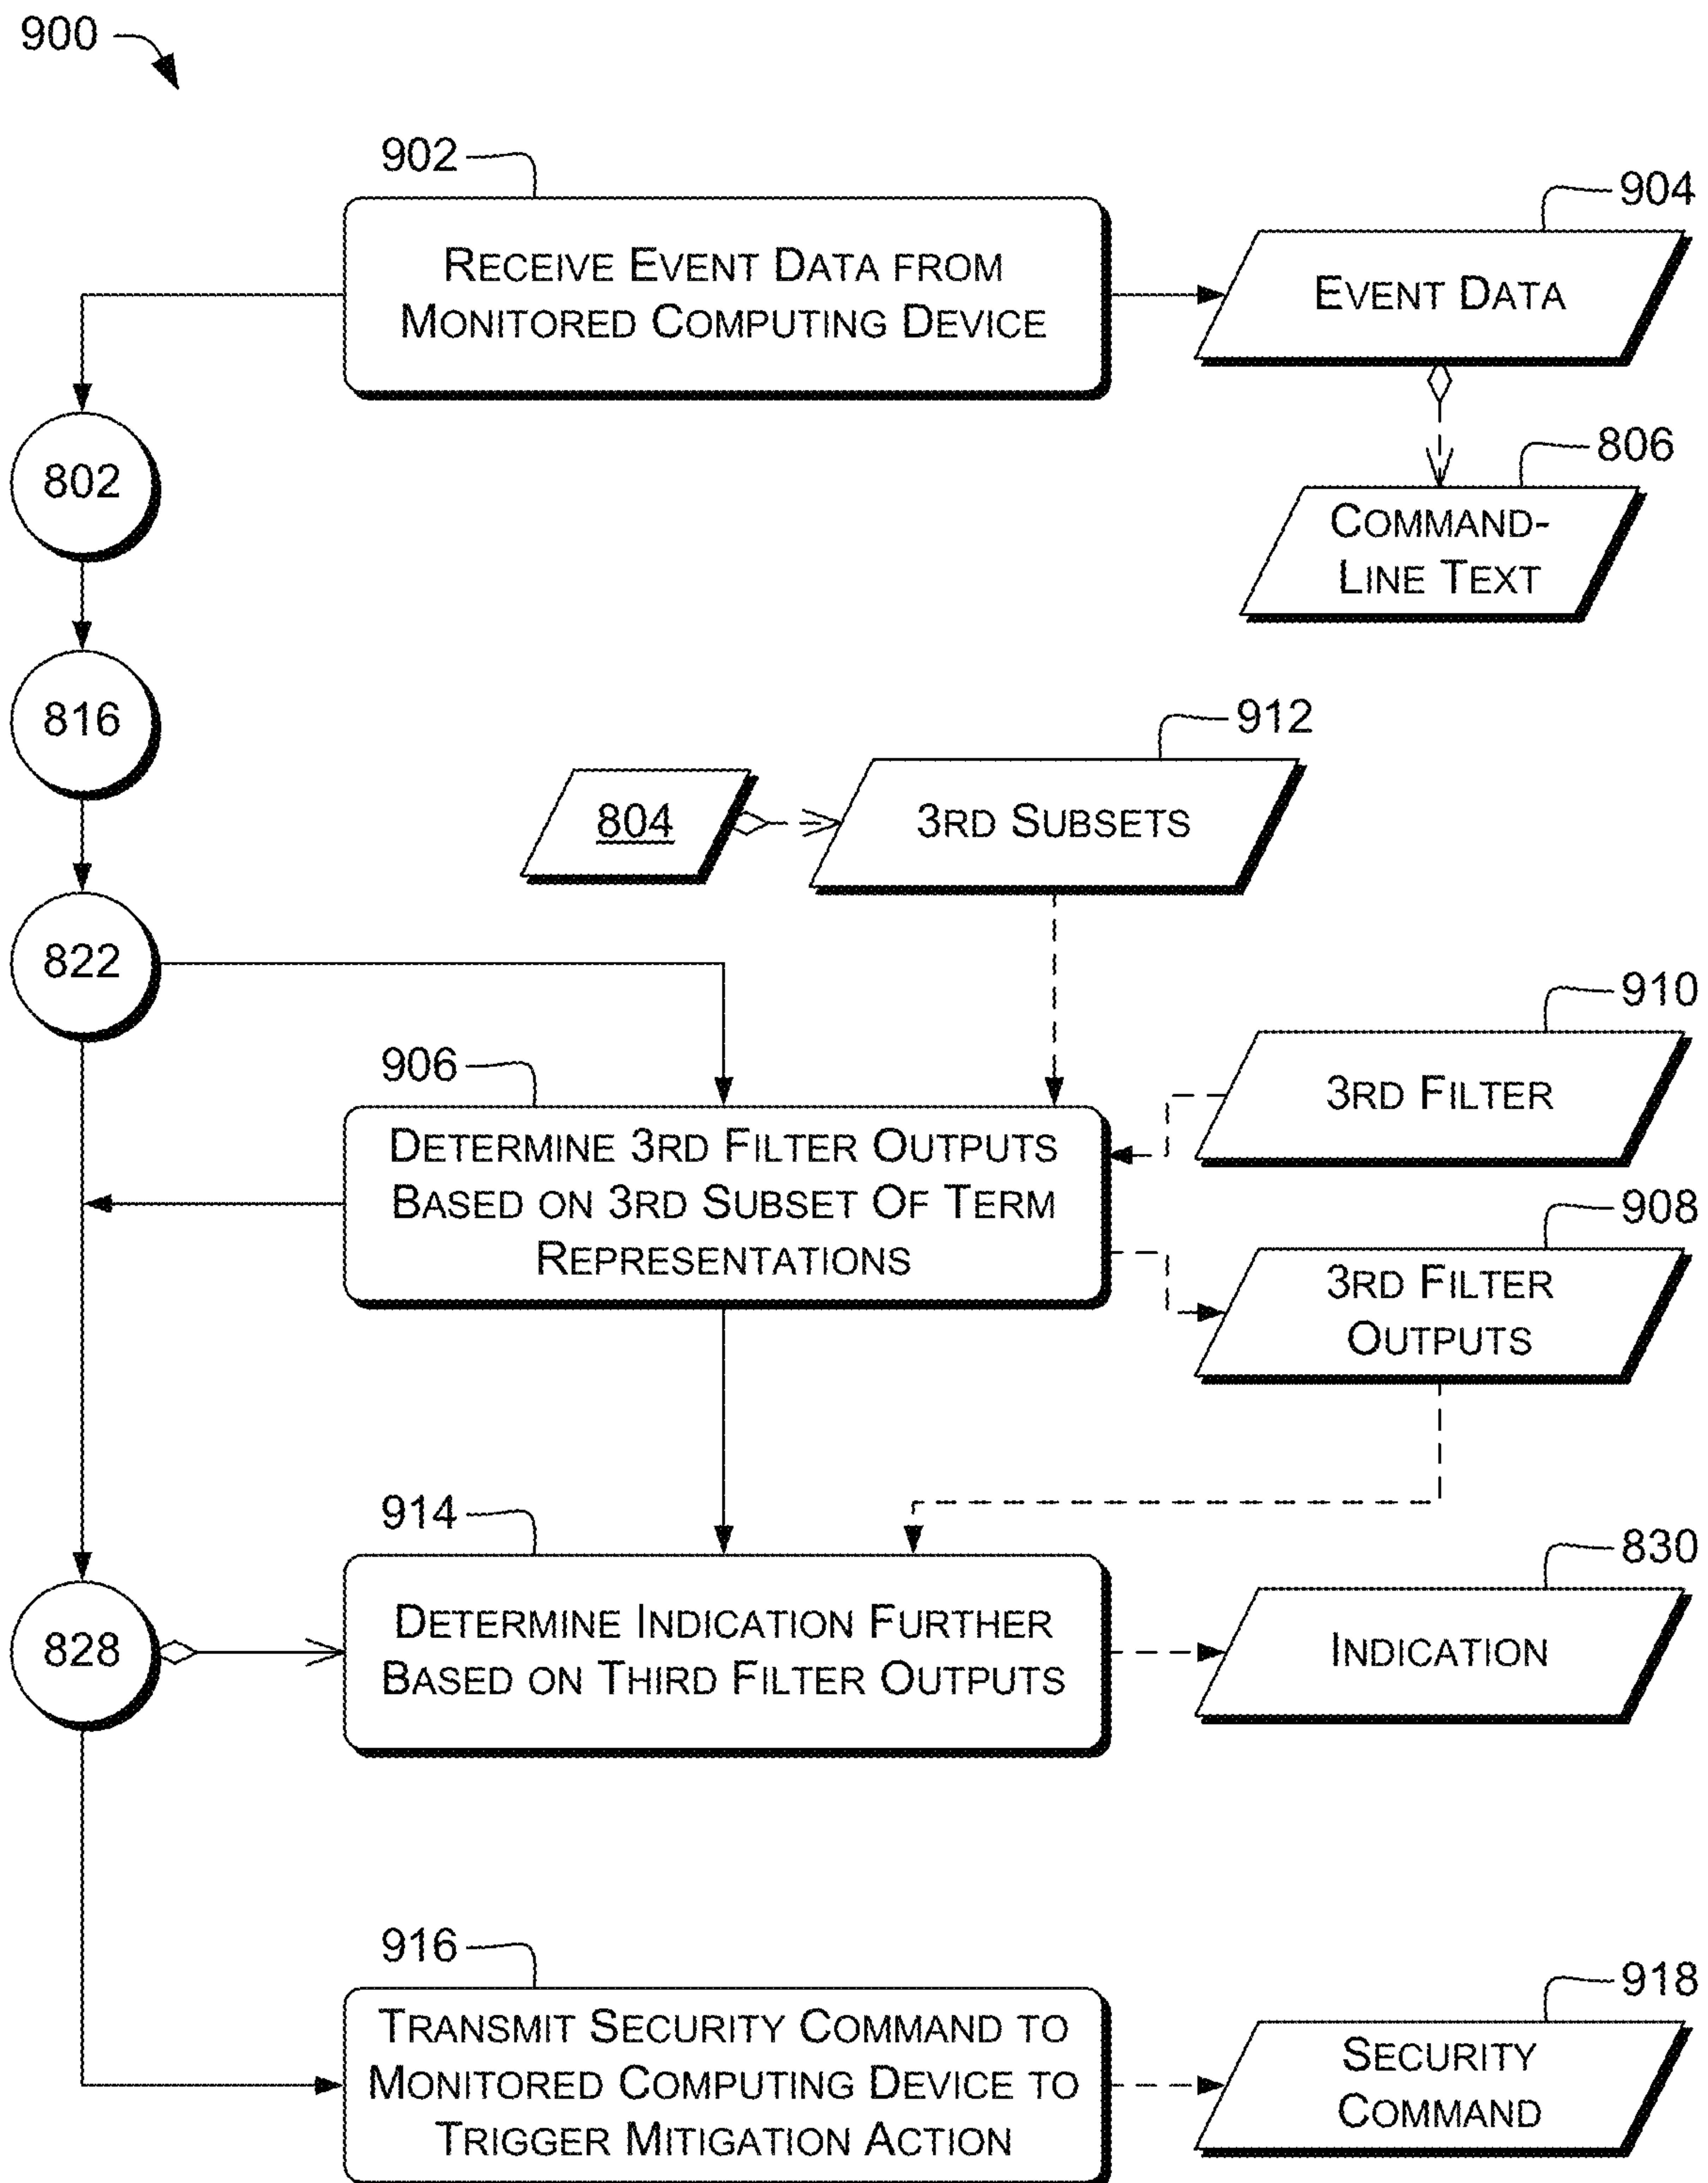 900
902
904
RECEIVE EVENT DATA FROM
MONITORED COMPUTING DEVICE
EVENT DATA
802
806
COMMAND-
LINE TEXT
816
912
804
3RD SUBSETS
822
910
906
3RD FILTER
DETERMINE 3RD FILTER OUTPUTS
BASED ON 3RD SUBSET OF TERM
REPRESENTATIONS
908
3RD FILTER
OUTPUTS
914
830
828
DETERMINE INDICATION FURTHER
BASED ON THIRD FILTER OUTPUTS
INDICATION
916
918
TRANSMIT SECURITY COMMAND TO
MONITORED COMPUTING DEVICE TO
TRIGGER MITIGATION ACTION
SECURITY
COMMAND